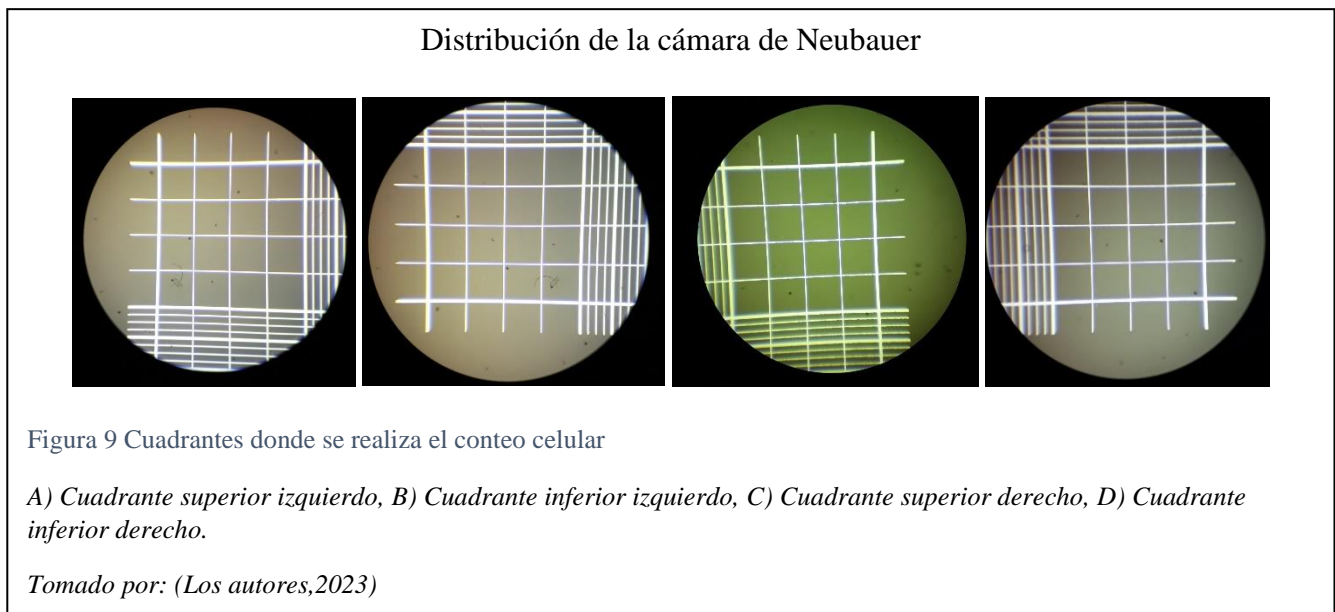 Distribución de la cámara de Neubauer
Figura 9 Cuadrantes donde se realiza el conteo celular
A) Cuadrante superior izquierdo, B) Cuadrante inferior izquierdo, C) Cuadrante superior derecho, D) Cuadrante
inferior derecho.
Tomado por: (Los autores,2023)